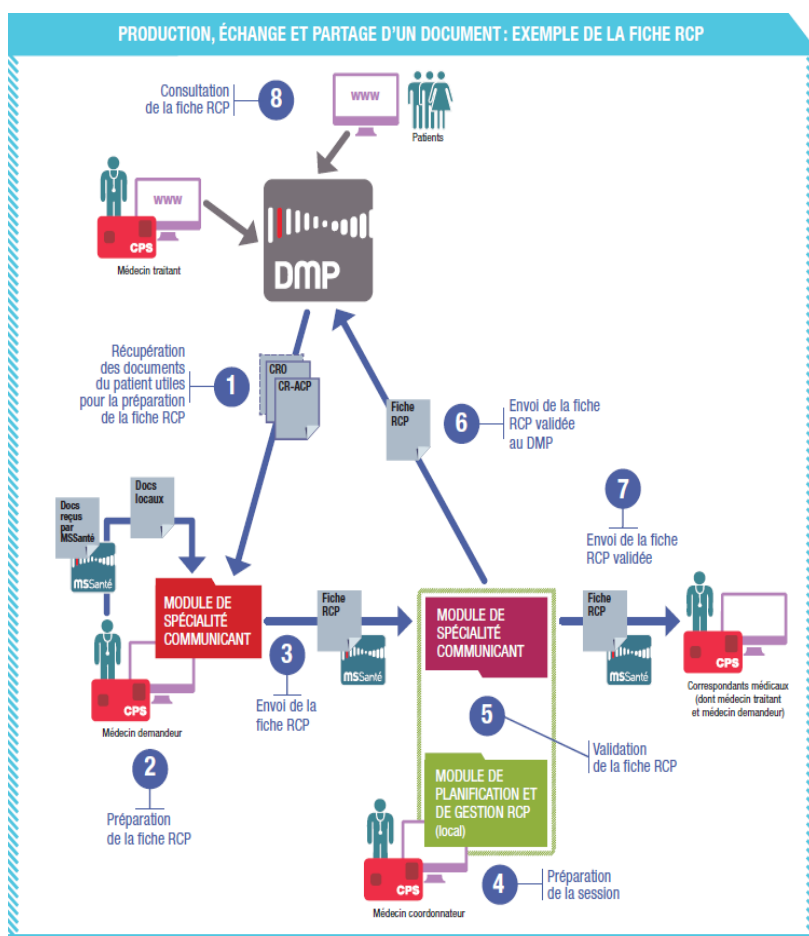 PRODUCTION, ÉCHANGE ET PARTAGE D'UN DOCUMENT : EXEMPLE DE LA FICHE RCP
Consultation
de la fiche RCP
8
WWW
Patients
WWW
CPS
Médecin traitant
DMP
Récupération
des documents
du patient utiles
pour la préparation
de la fiche RCP
1
CRO
CR-ACP
Fiche
RCP
6
Envoi de la fiche
RCP validée
au DMP
7
Envoi de la fiche
RCP validée
Docs
reçus
par
MSSanté
Docs
locaux
MSSanté
MODULE DE
SPÉCIALITÉ
COMMUNICANT
CPS
Médecin demandeur
2
Préparation
de la fiche RCP
Fiche
RCP
MSSanté
3
Envoi de la
fiche RCP
MODULE DE
SPÉCIALITÉ
COMMUNICANT
Fiche
RCP
MSSanté
CPS
Correspondants médicaux
(dont médecin traitant
et médecin demandeur)
5
Validation
de la fiche RCP
MODULE DE
PLANIFICATION ET
DE GESTION RCP
(local)
CPS
Médecin coordonnateur
4
Préparation
de la session